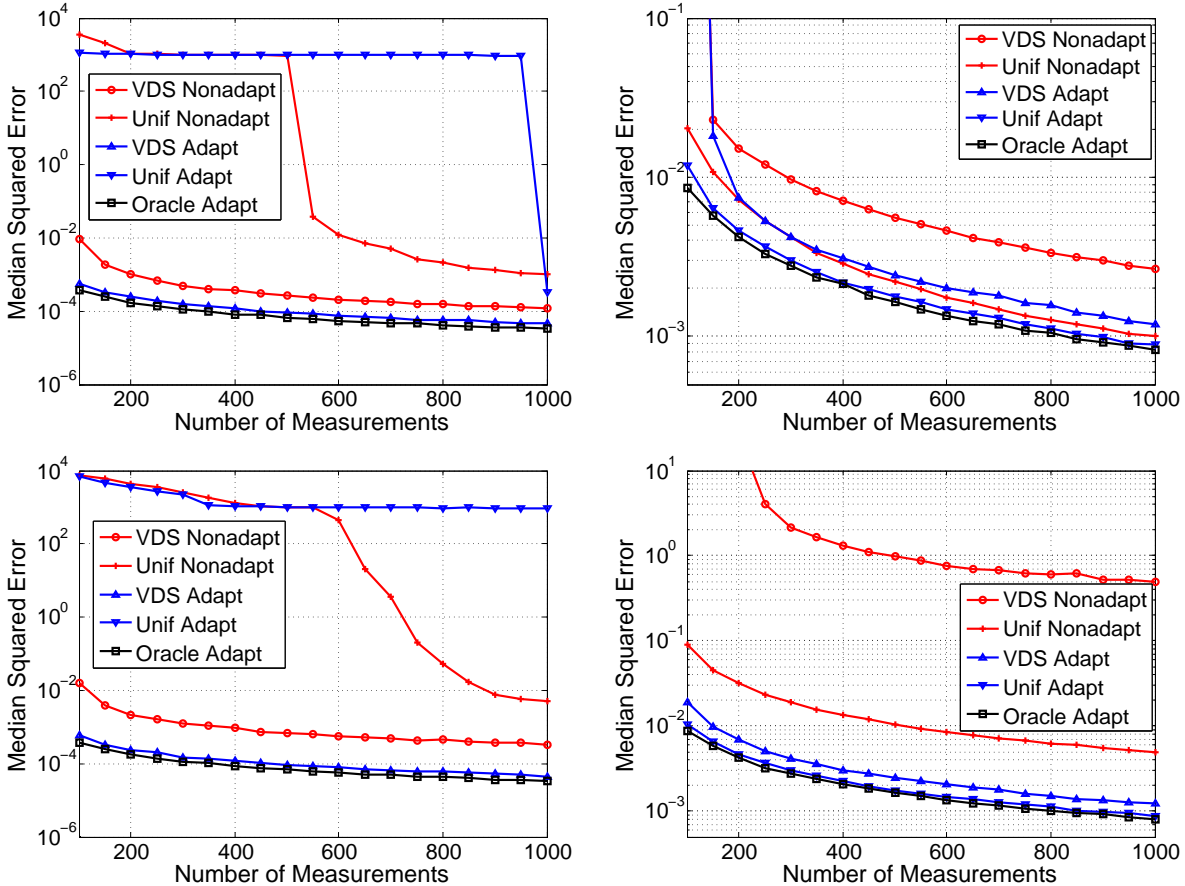 10^4
10^2
10^0
10^−2
10^−4
10^−6
Median Squared Error
VDS Nonadapt
Unif Nonadapt
VDS Adapt
Unif Adapt
Oracle Adapt
200 400 600 800 1000
Number of Measurements
10^−1
10^−2
10^−3
Median Squared Error
VDS Nonadapt
Unif Nonadapt
VDS Adapt
Unif Adapt
Oracle Adapt
200 400 600 800 1000
Number of Measurements
10^4
10^2
10^0
10^−2
10^−4
10^−6
Median Squared Error
VDS Nonadapt
Unif Nonadapt
VDS Adapt
Unif Adapt
Oracle Adapt
200 400 600 800 1000
Number of Measurements
10^1
10^0
10^−1
10^−2
10^−3
Median Squared Error
VDS Nonadapt
Unif Nonadapt
VDS Adapt
Unif Adapt
Oracle Adapt
200 400 600 800 1000
Number of Measurements